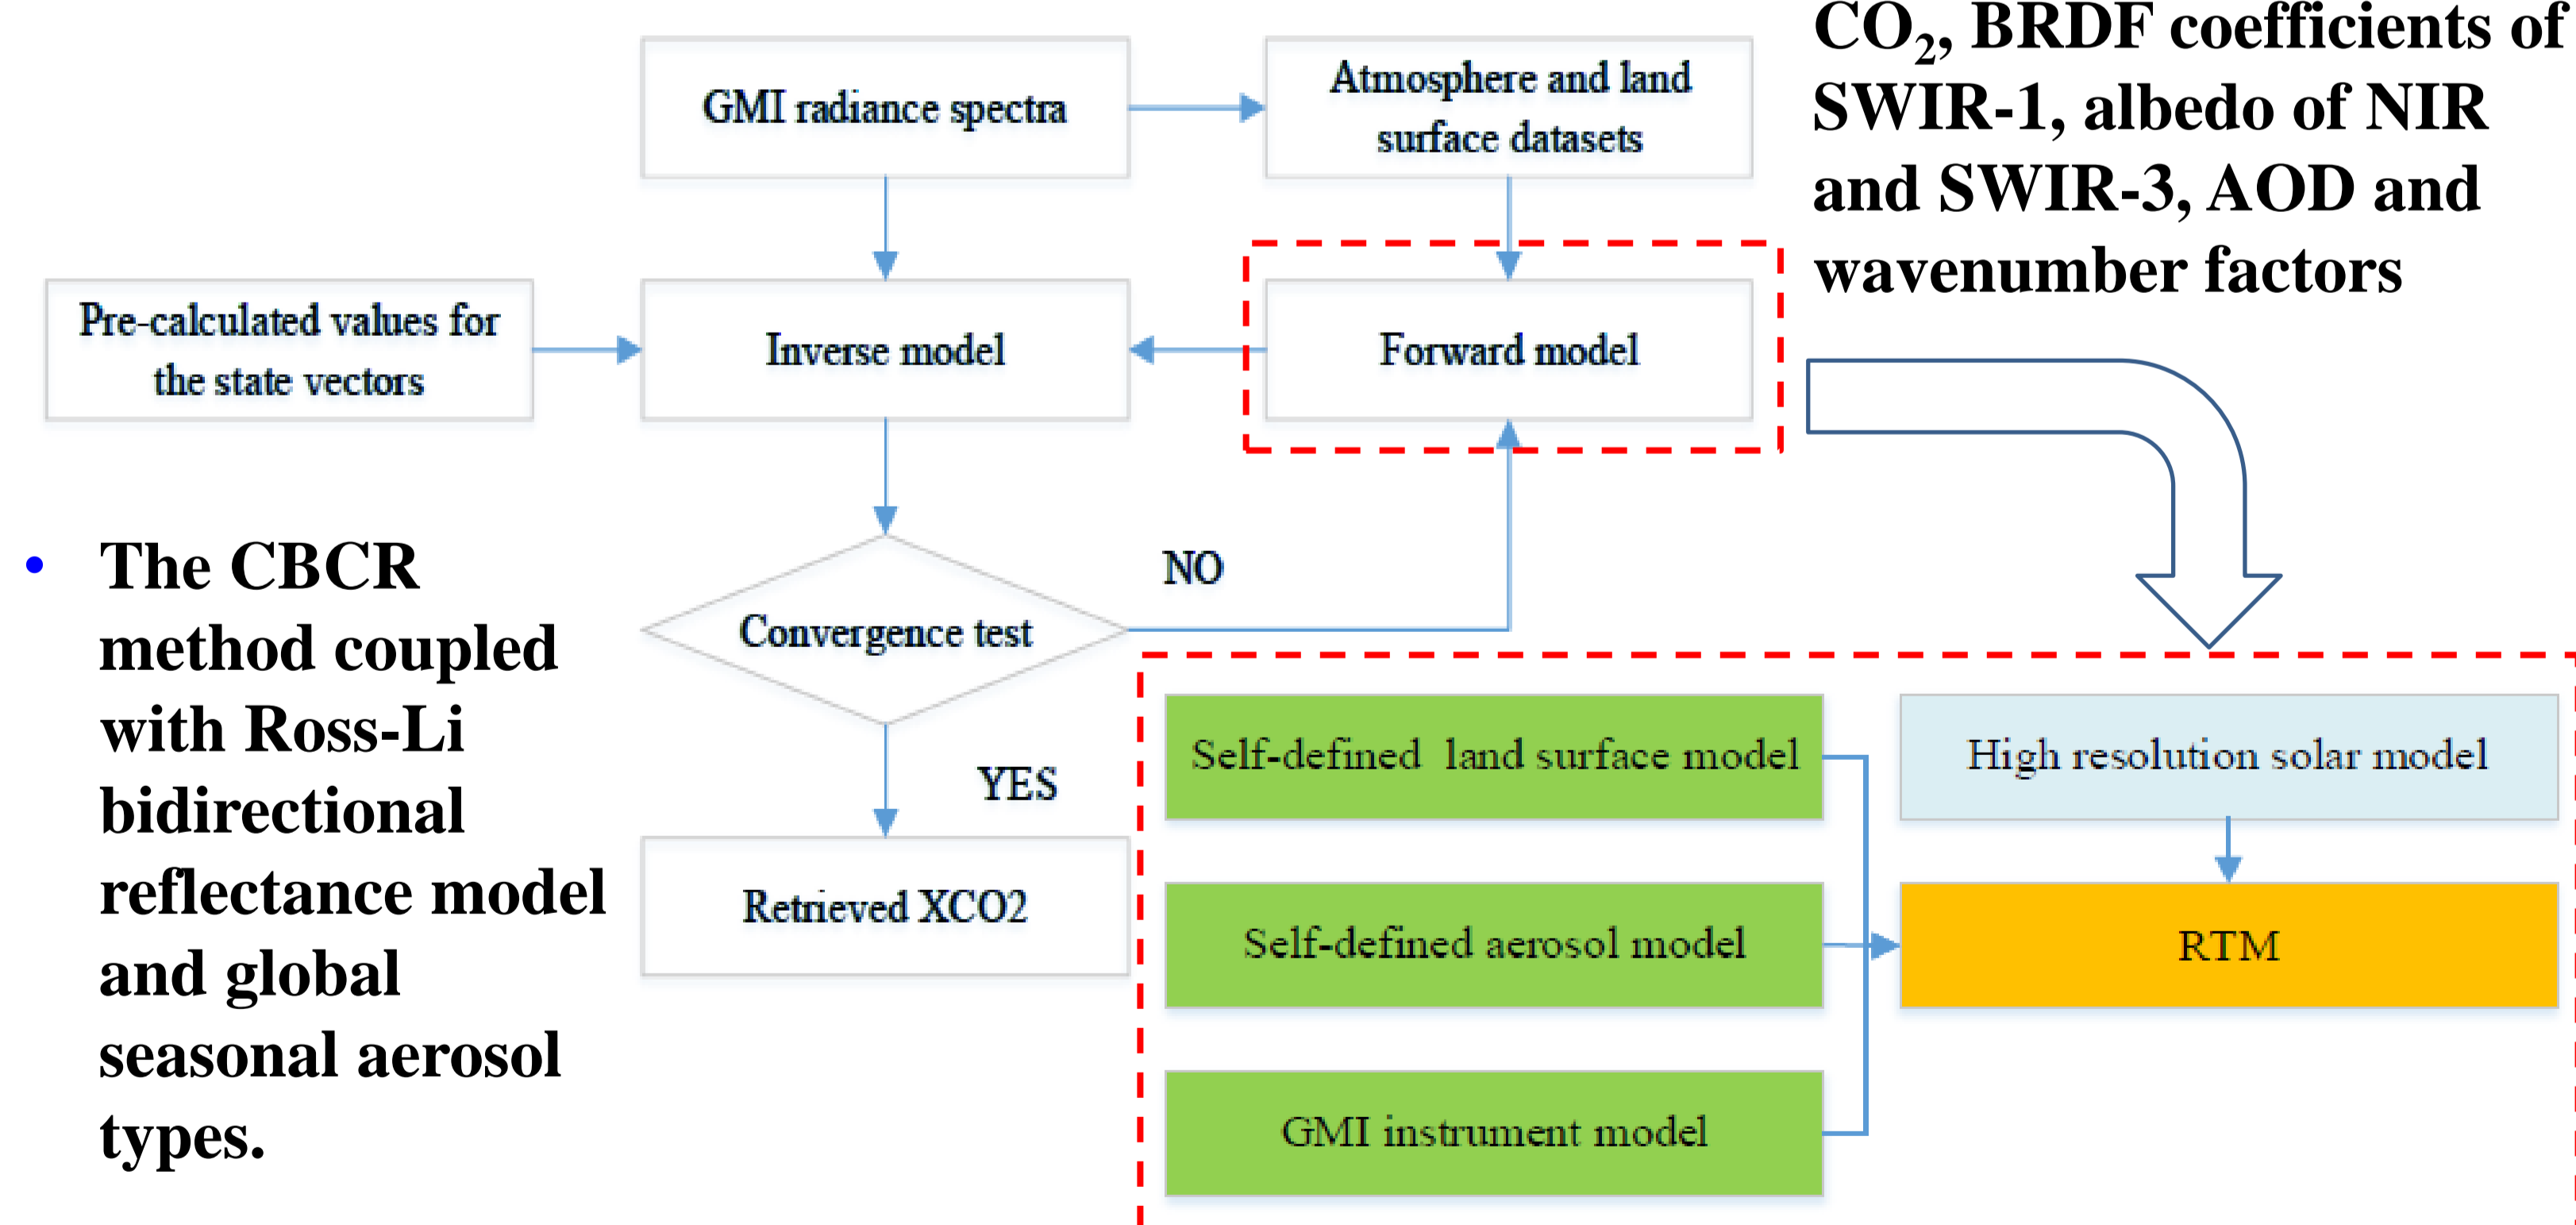 GMI radiance spectra
Atmosphere and land
surface datasets
CO₂, BRDF coefficients of
SWIR-1, albedo of NIR
and SWIR-3, AOD and
wavenumber factors
Pre-calculated values for
the state vectors
Inverse model
Forward model
Convergence test
NO
YES
Retrieved XCO2
• The CBCR
method coupled
with Ross-Li
bidirectional
reflectance model
and global
seasonal aerosol
types.
Self-defined land surface model
High resolution solar model
Self-defined aerosol model
RTM
GMI instrument model